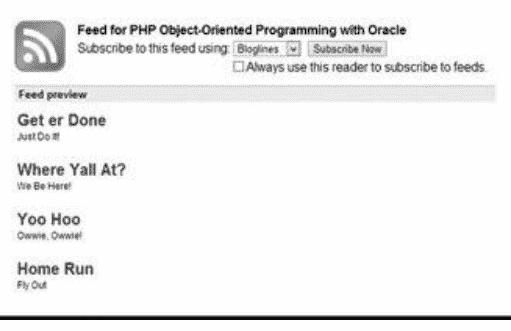 Feed for PHP Object-Oriented Programming with Oracle
Subscribe to this feed using: Bloglines Subscribe Now
Always use this reader to subscribe to feeds.
Feed preview
Get er Done
Just Do It!
Where Yall At?
We Be Here!
Yoo Hoo
Owwie, Owwie!
Home Run
Fly Out